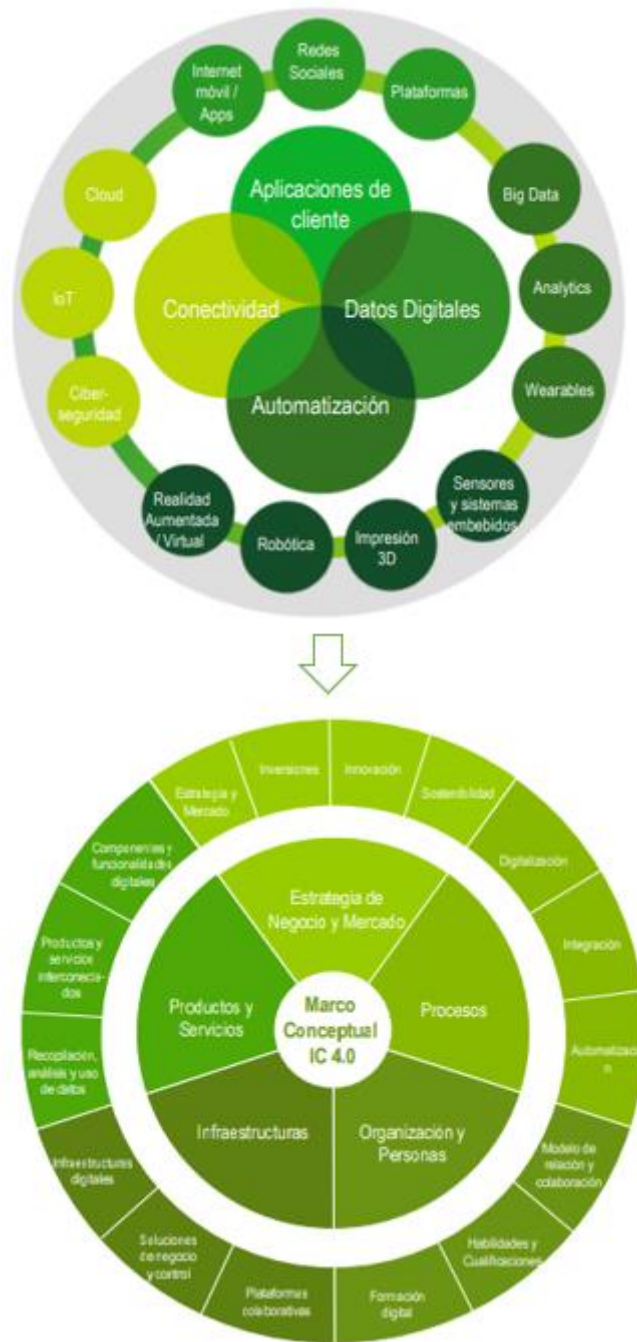 Redes
Sociales
Internet
móvil /
Apps
Plataformas
Cloud
Big Data
IoT
Analytics
Ciber-
seguridad
Wearables
Realidad
Aumentada
/ Virtual
Robótica
Impresión
3D
Sensores
y sistemas
embebidos
Aplicaciones de
cliente
Conectividad
Datos Digitales
Automatización
Estrategia y
Mercado
Inversiones
Innovación
Sostenibilidad
Digitalización
Integración
Automatizació
n
Modelo de
relación y
colaboración
Habilidades y
Cualificaciones
Formación
digital
Plataformas
colaborativas
Soluciones
de negocio
y control
Infraestructuras
digitales
Recopilación,
análisis y uso
de datos
Productos y
servicios
interconecta-
dos
Componentes y
funcionalidades
digitales
Estrategia de
Negocio y Mercado
Procesos
Organización y
Personas
Infraestructuras
Productos y
Servicios
Marco
Conceptual
IC 4.0